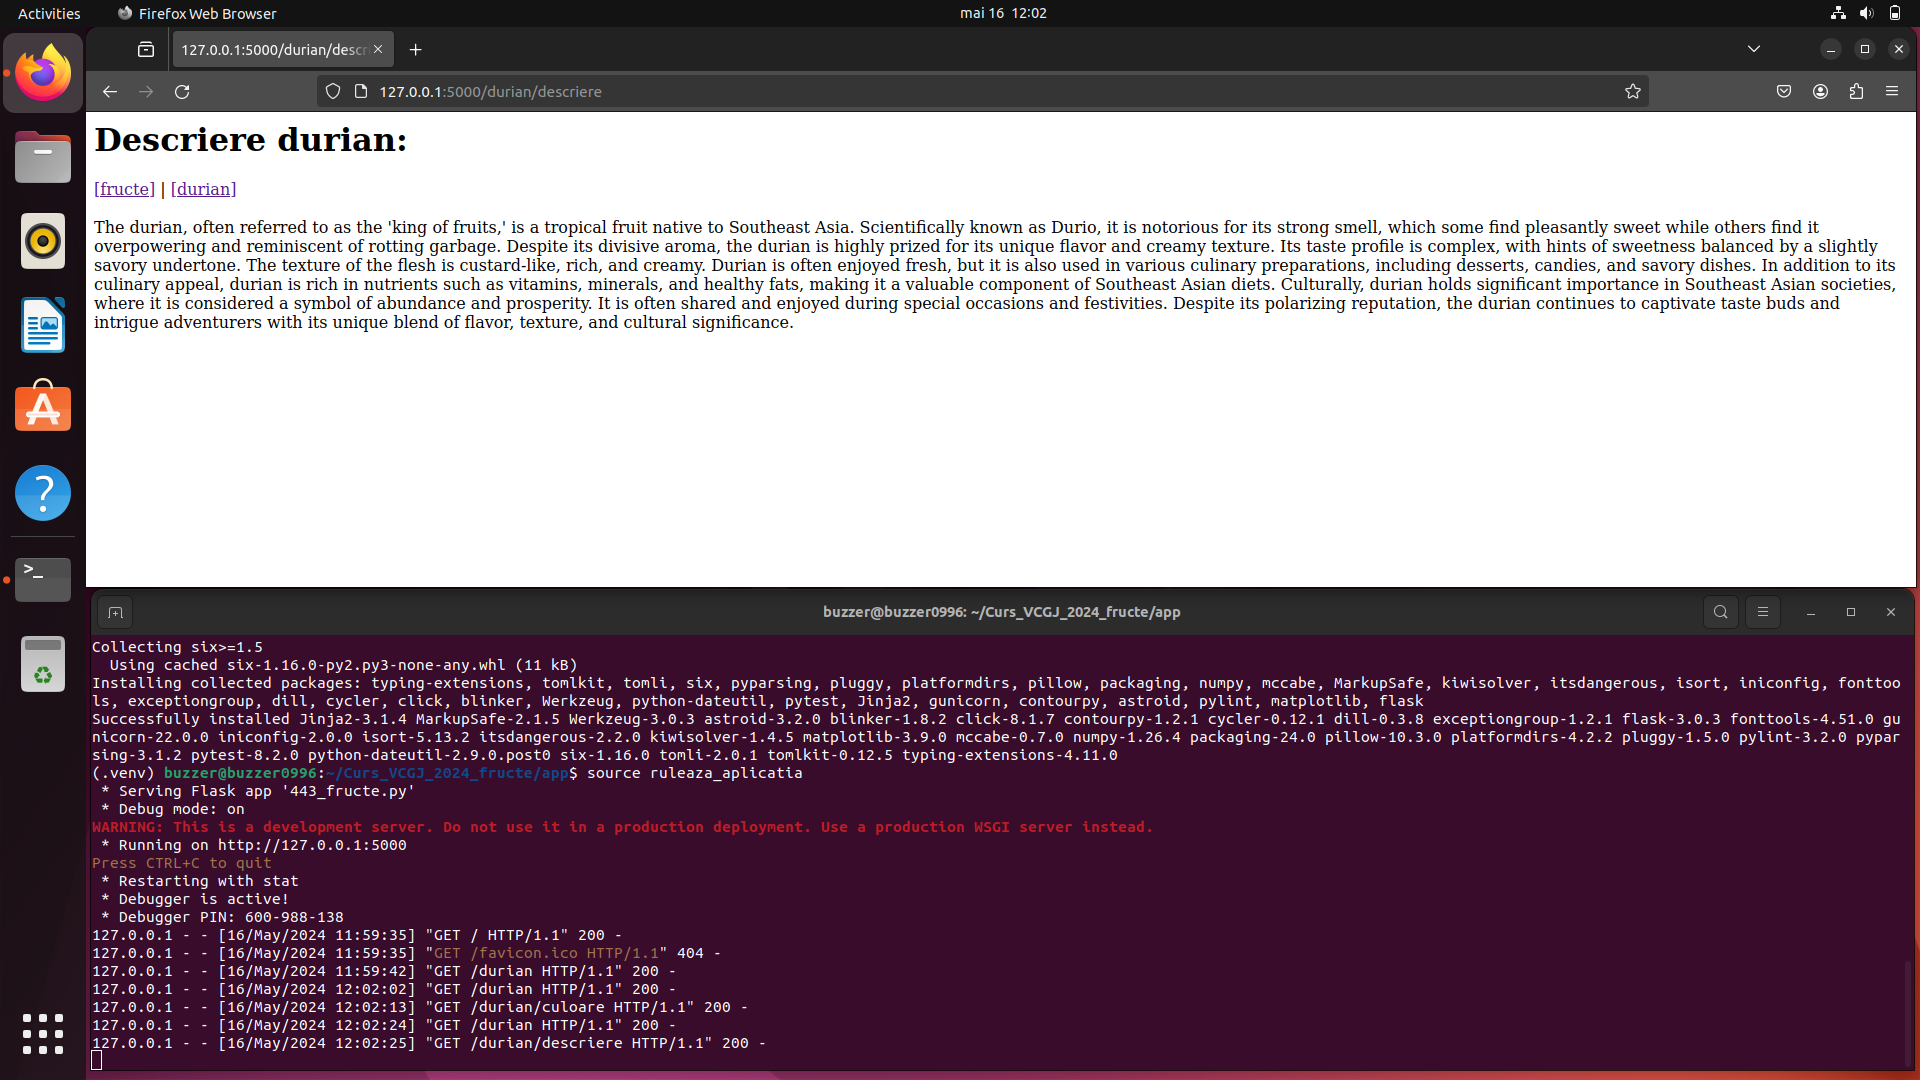 Activities
Firefox Web Browser
mai 16 12:02
127.0.0.1:5000/durian/descr
127.0.0.1:5000/durian/descriere
Descriere durian:
[fructe] | [durian]
The durian, often referred to as the 'king of fruits,' is a tropical fruit native to Southeast Asia. Scientifically known as Durio, it is notorious for its strong smell, which some find pleasantly sweet while others find it
overpowering and reminiscent of rotting garbage. Despite its divisive aroma, the durian is highly prized for its unique flavor and creamy texture. Its taste profile is complex, with hints of sweetness balanced by a slightly
savory undertone. The texture of the flesh is custard-like, rich, and creamy. Durian is often enjoyed fresh, but it is also used in various culinary preparations, including desserts, candies, and savory dishes. In addition to its
culinary appeal, durian is rich in nutrients such as vitamins, minerals, and healthy fats, making it a valuable component of Southeast Asian diets. Culturally, durian holds significant importance in Southeast Asian societies,
where it is considered a symbol of abundance and prosperity. It is often shared and enjoyed during special occasions and festivities. Despite its polarizing reputation, the durian continues to captivate taste buds and
intrigue adventurers with its unique blend of flavor, texture, and cultural significance.
buzzer@buzzer0996: ~/Curs_VCGJ_2024_fructe/app
Collecting six>=1.5
  Using cached six-1.16.0-py2.py3-none-any.whl (11 kB)
Installing collected packages: typing-extensions, tomlkit, tomli, six, pyparsing, pluggy, platformdirs, pillow, packaging, numpy, mccabe, MarkupSafe, kiwisolver, itsdangerous, isort, iniconfig, fonttoo
ls, exceptiongroup, dill, cycler, click, blinker, Werkzeug, python-dateutil, pytest, Jinja2, gunicorn, contourpy, astroid, pylint, matplotlib, flask
Successfully installed Jinja2-3.1.4 MarkupSafe-2.1.5 Werkzeug-3.0.3 astroid-3.2.0 blinker-1.8.2 click-8.1.7 contourpy-1.2.1 cycler-0.12.1 dill-0.3.8 exceptiongroup-1.2.1 flask-3.0.3 fonttools-4.51.0 gu
nicorn-22.0.0 iniconfig-2.0.0 isort-5.13.2 itsdangerous-2.2.0 kiwisolver-1.4.5 matplotlib-3.9.0 mccabe-0.7.0 numpy-1.26.4 packaging-24.0 pillow-10.3.0 platformdirs-4.2.2 pluggy-1.5.0 pylint-3.2.0 pypar
sing-3.1.2 pytest-8.2.0 python-dateutil-2.9.0.post0 six-1.16.0 tomli-2.0.1 tomlkit-0.12.5 typing-extensions-4.11.0
(.venv) buzzer@buzzer0996:~/Curs_VCGJ_2024_fructe/app$ source ruleaza_aplicatia
 * Serving Flask app '443_fructe.py'
 * Debug mode: on
WARNING: This is a development server. Do not use it in a production deployment. Use a production WSGI server instead.
 * Running on http://127.0.0.1:5000
Press CTRL+C to quit
 * Restarting with stat
 * Debugger is active!
 * Debugger PIN: 600-988-138
127.0.0.1 - - [16/May/2024 11:59:35] "GET / HTTP/1.1" 200 -
127.0.0.1 - - [16/May/2024 11:59:35] "GET /favicon.ico HTTP/1.1" 404 -
127.0.0.1 - - [16/May/2024 11:59:42] "GET /durian HTTP/1.1" 200 -
127.0.0.1 - - [16/May/2024 12:02:02] "GET /durian HTTP/1.1" 200 -
127.0.0.1 - - [16/May/2024 12:02:13] "GET /durian/culoare HTTP/1.1" 200 -
127.0.0.1 - - [16/May/2024 12:02:24] "GET /durian HTTP/1.1" 200 -
127.0.0.1 - - [16/May/2024 12:02:25] "GET /durian/descriere HTTP/1.1" 200 -